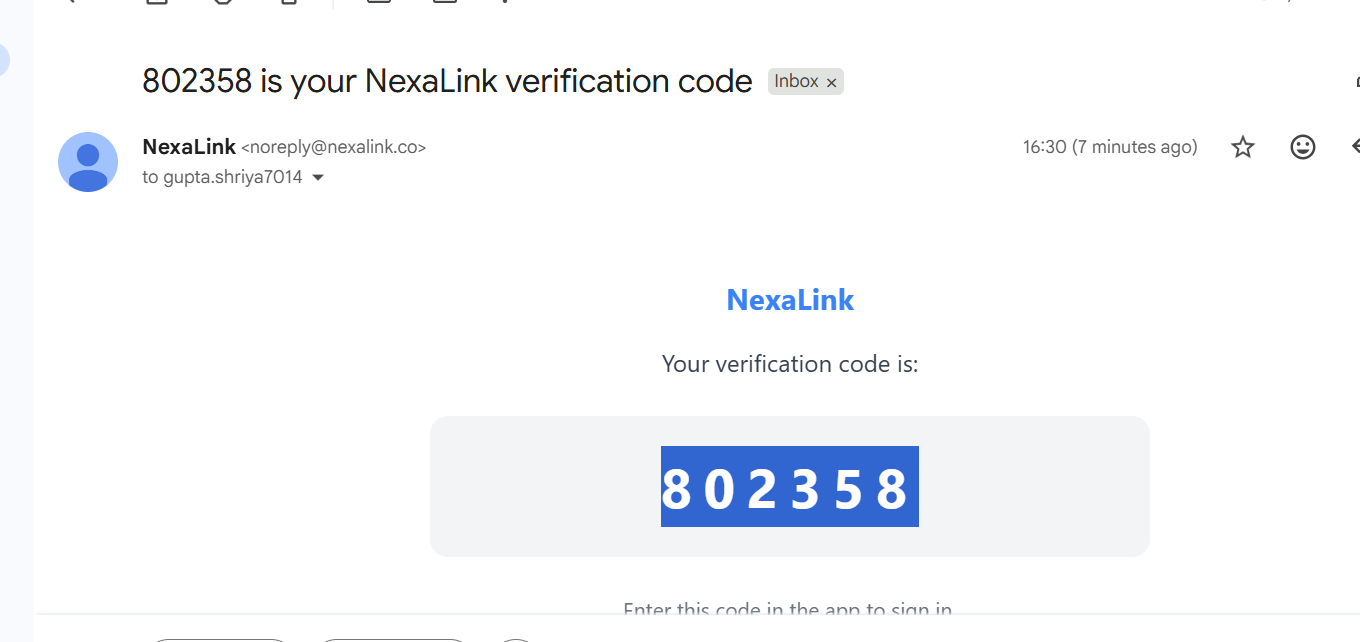 802358 is your NexaLink verification code Inbox ×
NexaLink <noreply@nexalink.co> 16:30 (7 minutes ago)
to gupta.shriya7014
NexaLink
Your verification code is:
802358
Enter this code in the app to sign in